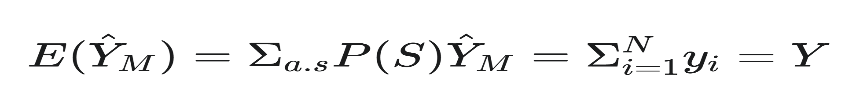 E(Ŷ_M) = Σ_{a.s} P(S)Ŷ_M = Σ_{i=1}^{N} y_i = Y